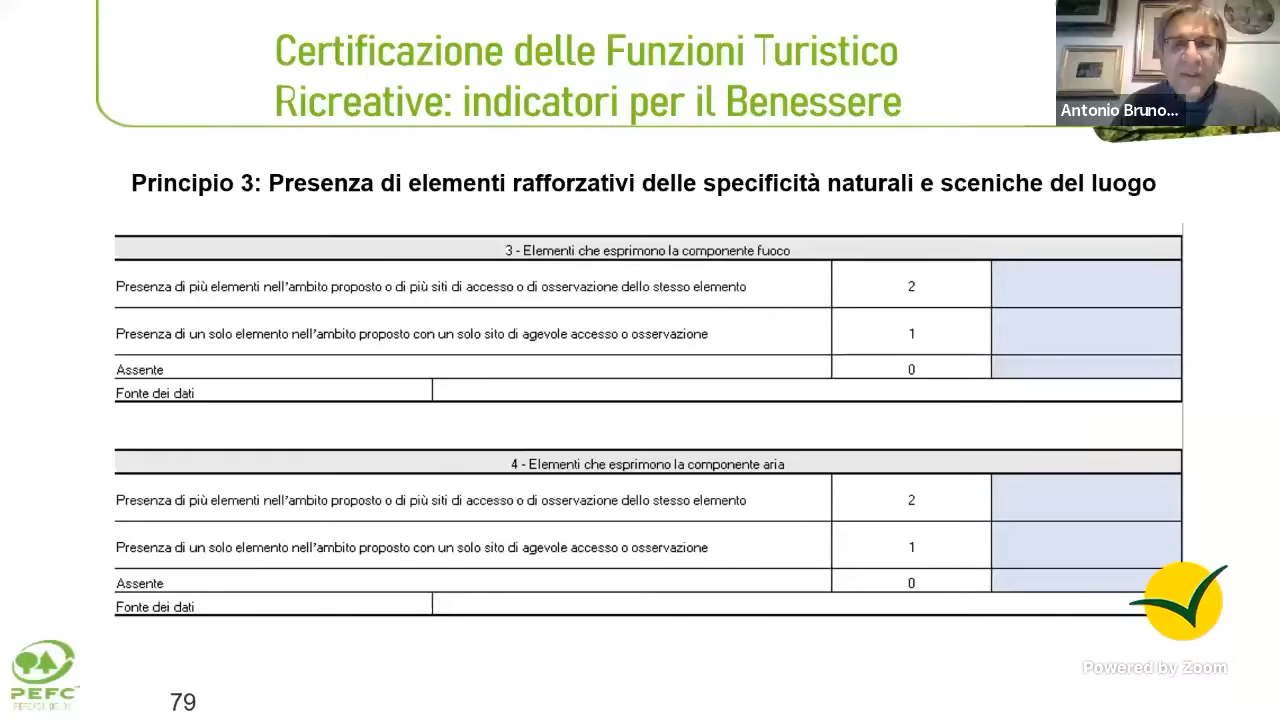 Certificazione delle Funzioni Turistico
Ricreative: indicatori per il Benessere
Antonio Bruno...
Principio 3: Presenza di elementi rafforzativi delle specificità naturali e sceniche del luogo
3 - Elementi che esprimono la componente fuoco
Presenza di più elementi nell'ambito proposto o di più siti di accesso o di osservazione dello stesso elemento 2
Presenza di un solo elemento nell'ambito proposto con un solo sito di agevole accesso o osservazione 1
Assente 0
Fonte dei dati
4 - Elementi che esprimono la componente aria
Presenza di più elementi nell'ambito proposto o di più siti di accesso o di osservazione dello stesso elemento 2
Presenza di un solo elemento nell'ambito proposto con un solo sito di agevole accesso o osservazione 1
Assente 0
Fonte dei dati
Powered by Zoom
PEFC
79